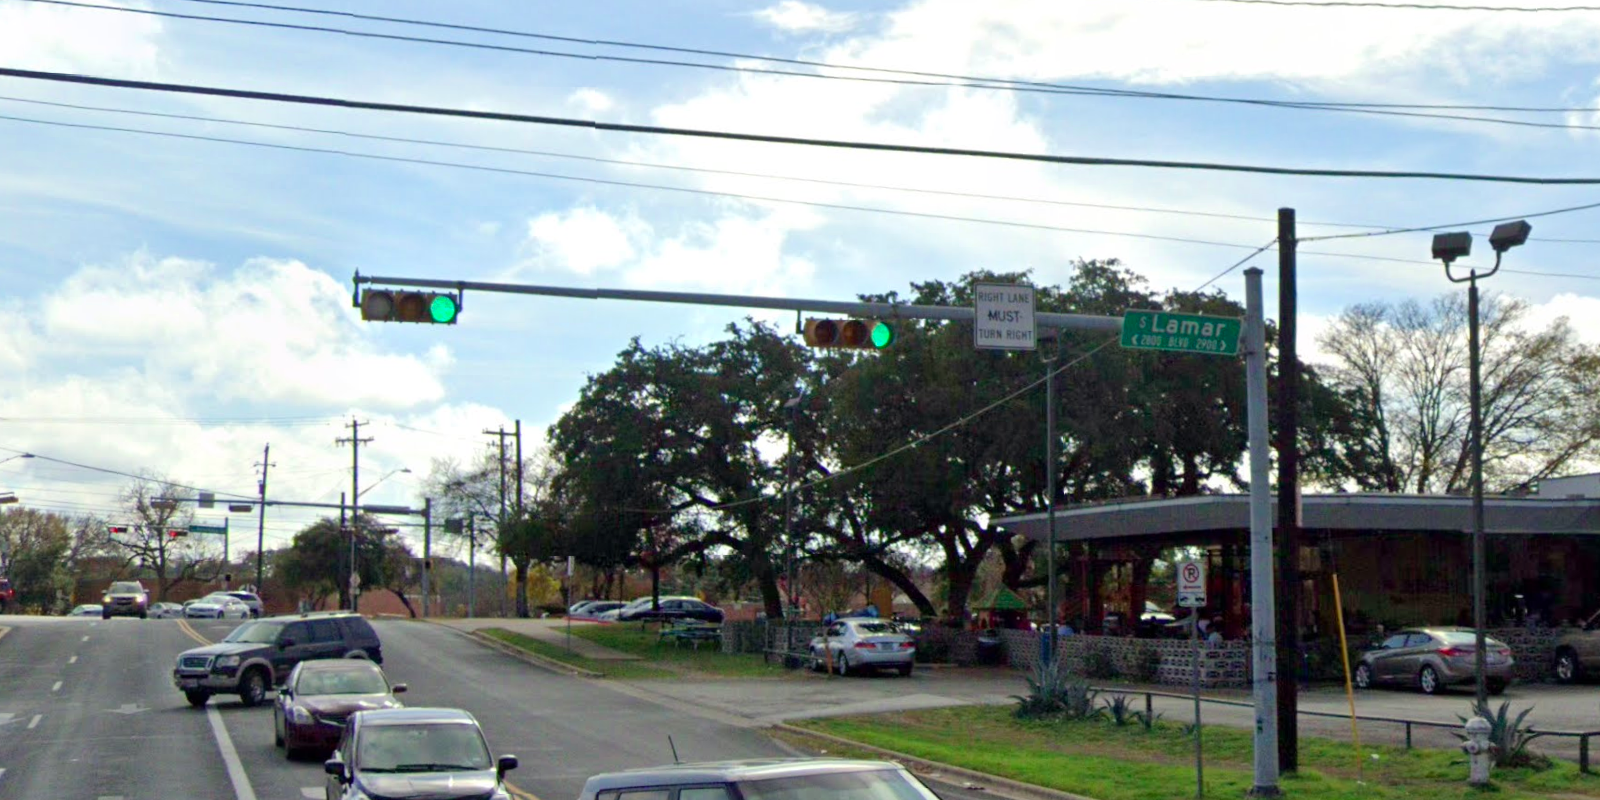 RIGHT LANE
MUST
TURN RIGHT
S Lamar
< 2800 BLVD 2900 >